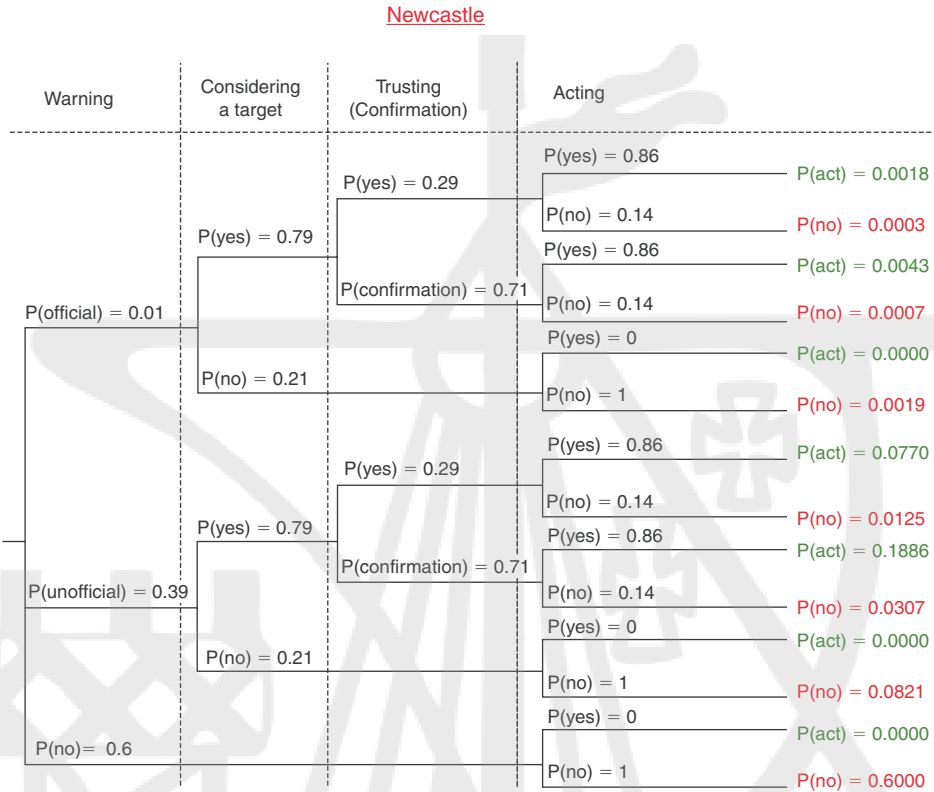 Newcastle
Warning
Considering
a target
Trusting
(Confirmation)
Acting
P(yes) = 0.86
P(act) = 0.0018
P(yes) = 0.29
P(no) = 0.14
P(no) = 0.0003
P(yes) = 0.79
P(yes) = 0.86
P(act) = 0.0043
P(confirmation) = 0.71
P(no) = 0.14
P(no) = 0.0007
P(official) = 0.01
P(yes) = 0
P(act) = 0.0000
P(no) = 0.21
P(no) = 1
P(no) = 0.0019
P(yes) = 0.86
P(act) = 0.0770
P(yes) = 0.29
P(no) = 0.14
P(no) = 0.0125
P(yes) = 0.79
P(yes) = 0.86
P(act) = 0.1886
P(confirmation) = 0.71
P(no) = 0.14
P(no) = 0.0307
P(unofficial) = 0.39
P(yes) = 0
P(act) = 0.0000
P(no) = 0.21
P(no) = 1
P(no) = 0.0821
P(yes) = 0
P(act) = 0.0000
P(no)= 0.6
P(no) = 1
P(no) = 0.6000